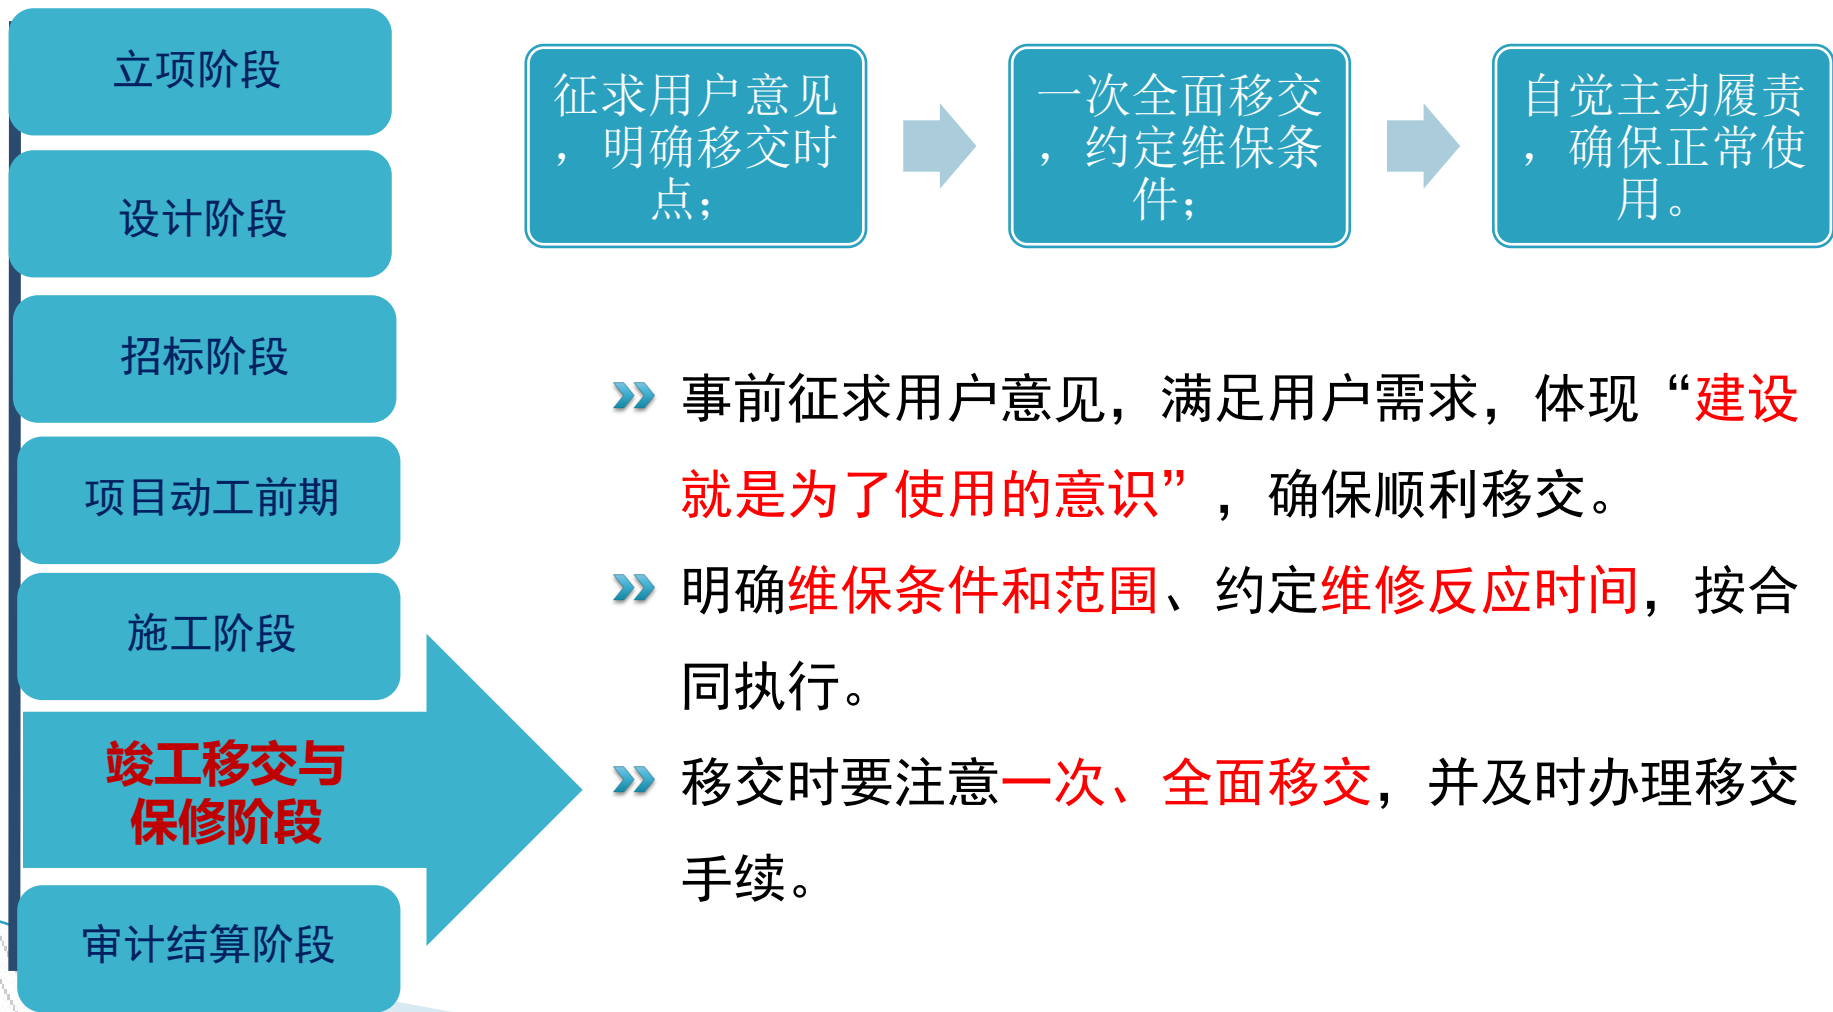 立项阶段
设计阶段
招标阶段
项目动工前期
施工阶段
竣工移交与
保修阶段
审计结算阶段
征求用户意见
，明确移交时
点；
一次全面移交
，约定维保条
件；
自觉主动履责
，确保正常使
用。
事前征求用户意见，满足用户需求，体现“建设
就是为了使用的意识”，确保顺利移交。
明确维保条件和范围、约定维修反应时间，按合
同执行。
移交时要注意一次、全面移交，并及时办理移交
手续。